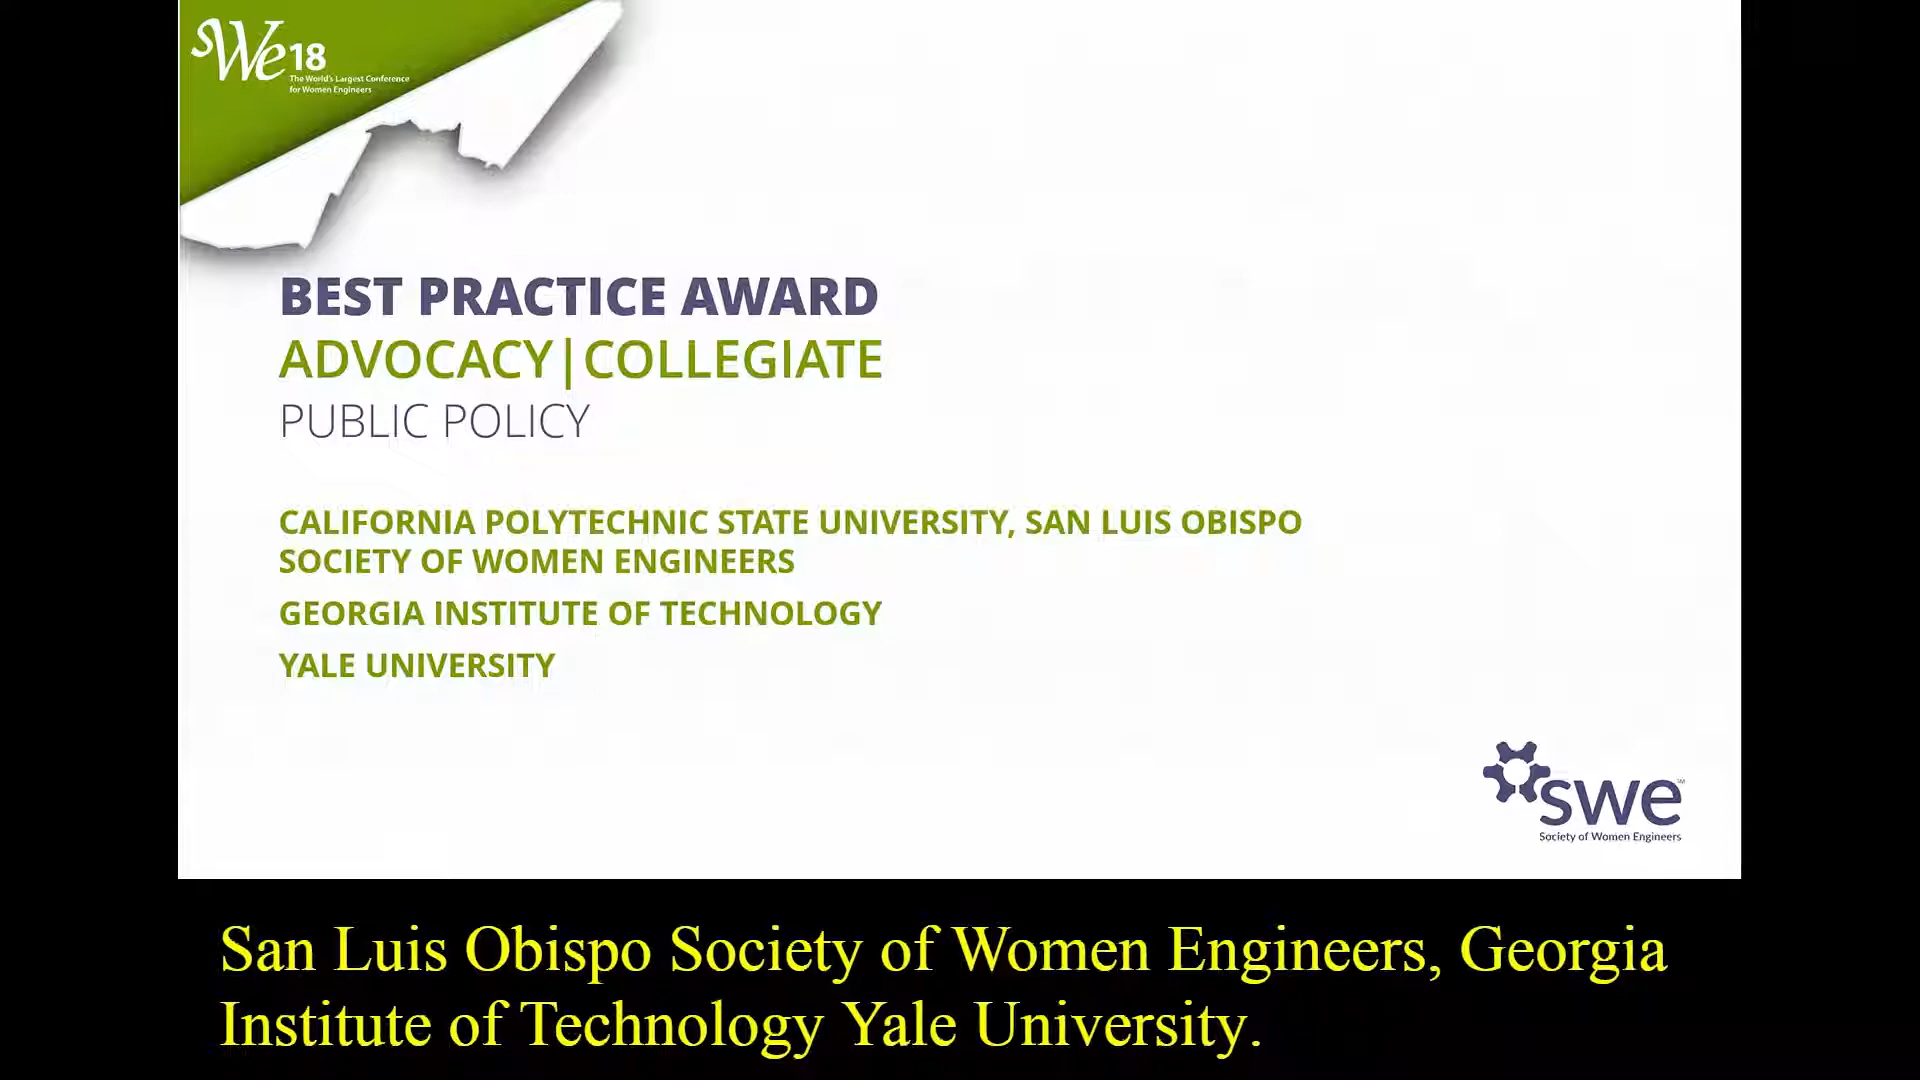 sWe18
The World's Largest Conference
for Women Engineers
BEST PRACTICE AWARD
ADVOCACY|COLLEGIATE
PUBLIC POLICY
CALIFORNIA POLYTECHNIC STATE UNIVERSITY, SAN LUIS OBISPO
SOCIETY OF WOMEN ENGINEERS
GEORGIA INSTITUTE OF TECHNOLOGY
YALE UNIVERSITY
swe℠
Society of Women Engineers
San Luis Obispo Society of Women Engineers, Georgia
Institute of Technology Yale University.